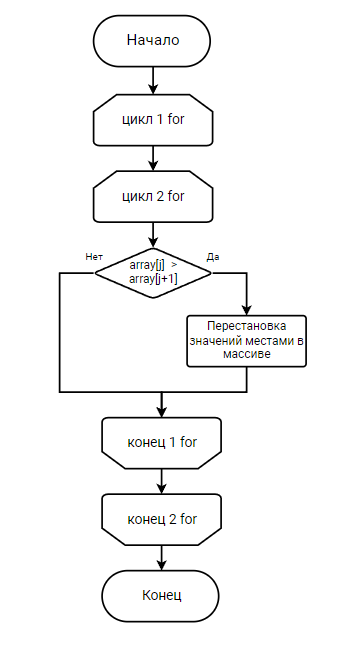 Начало
цикл 1 for
цикл 2 for
Нет
Да
array[j] >
array[j+1]
Перестановка
значений местами в
массиве
конец 1 for
конец 2 for
Конец